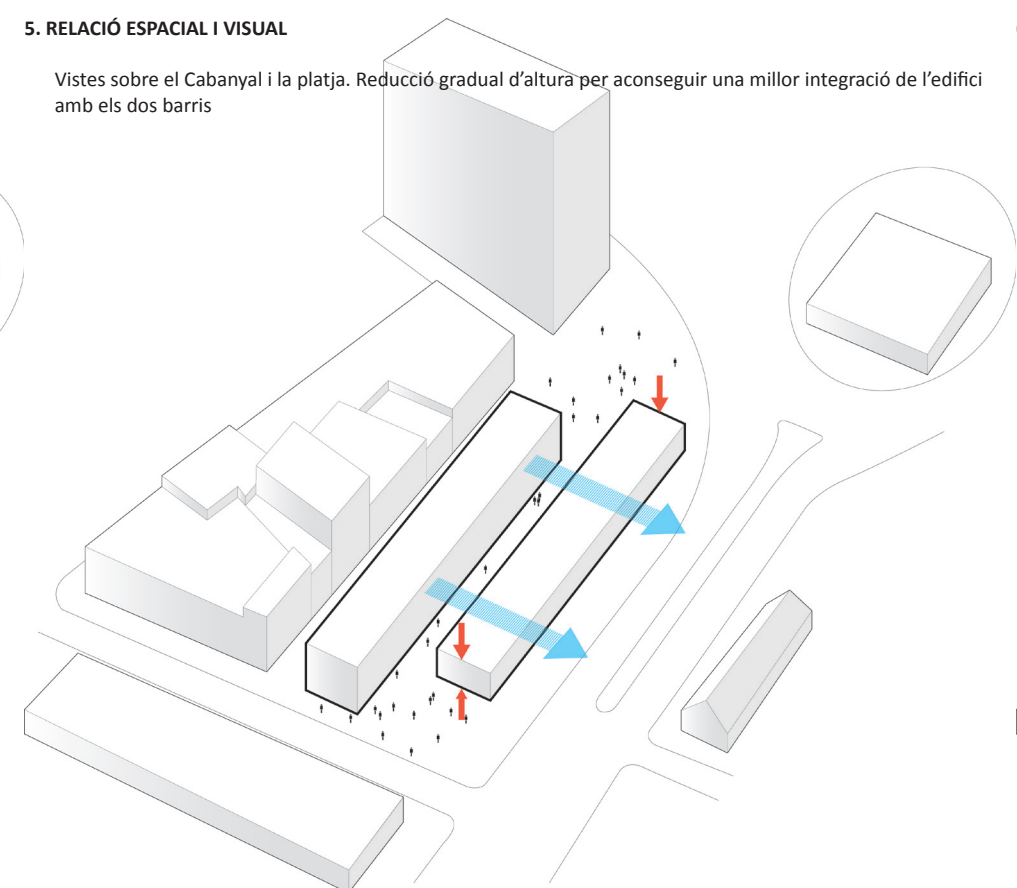 5. RELACIÓ ESPACIAL I VISUAL
Vistes sobre el Cabanyal i la platja. Reducció gradual d’altura per aconseguir una millor integració de l’edifici
amb els dos barris